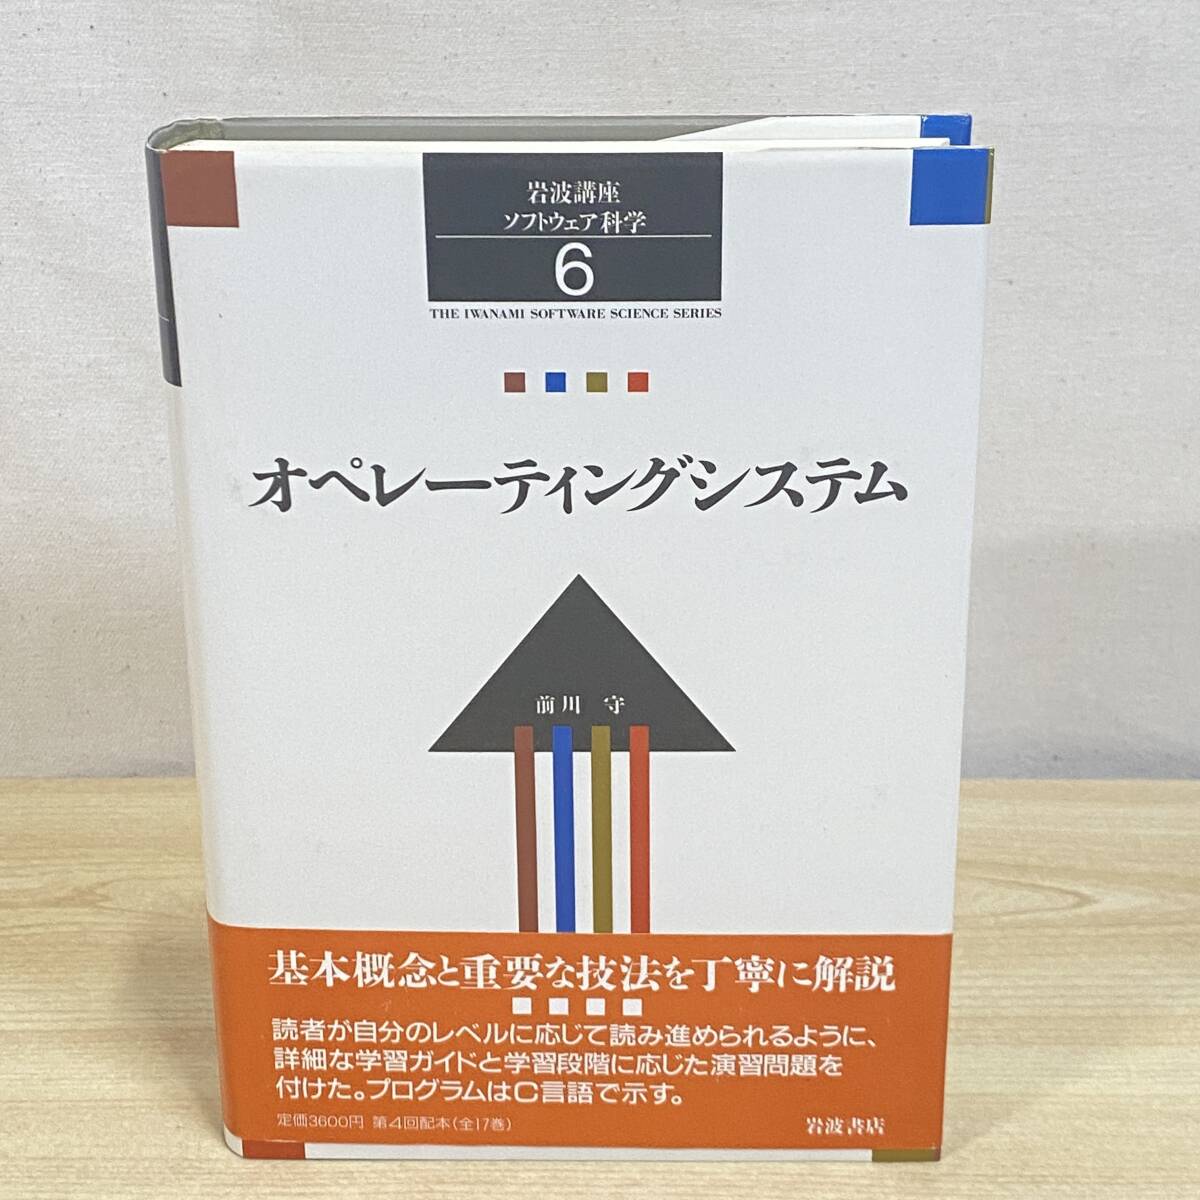 岩波講座
ソフトウェア科学
6
THE IWANAMI SOFTWARE SCIENCE SERIES
オペレーティングシステム
前川 守
基本概念と重要な技法を丁寧に解説
読者が自分のレベルに応じて読み進められるように、
詳細な学習ガイドと学習段階に応じた演習問題を
付けた。プログラムはC言語で示す。
定価3600円 第4回配本(全17巻)
岩波書店